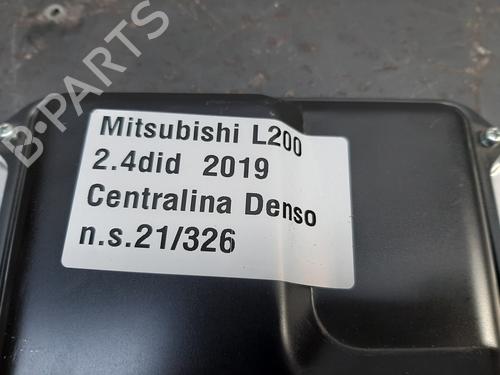 B-PARTS
Mitsubishi L200
2.4did 2019
Centralina Denso
n.s.21/326